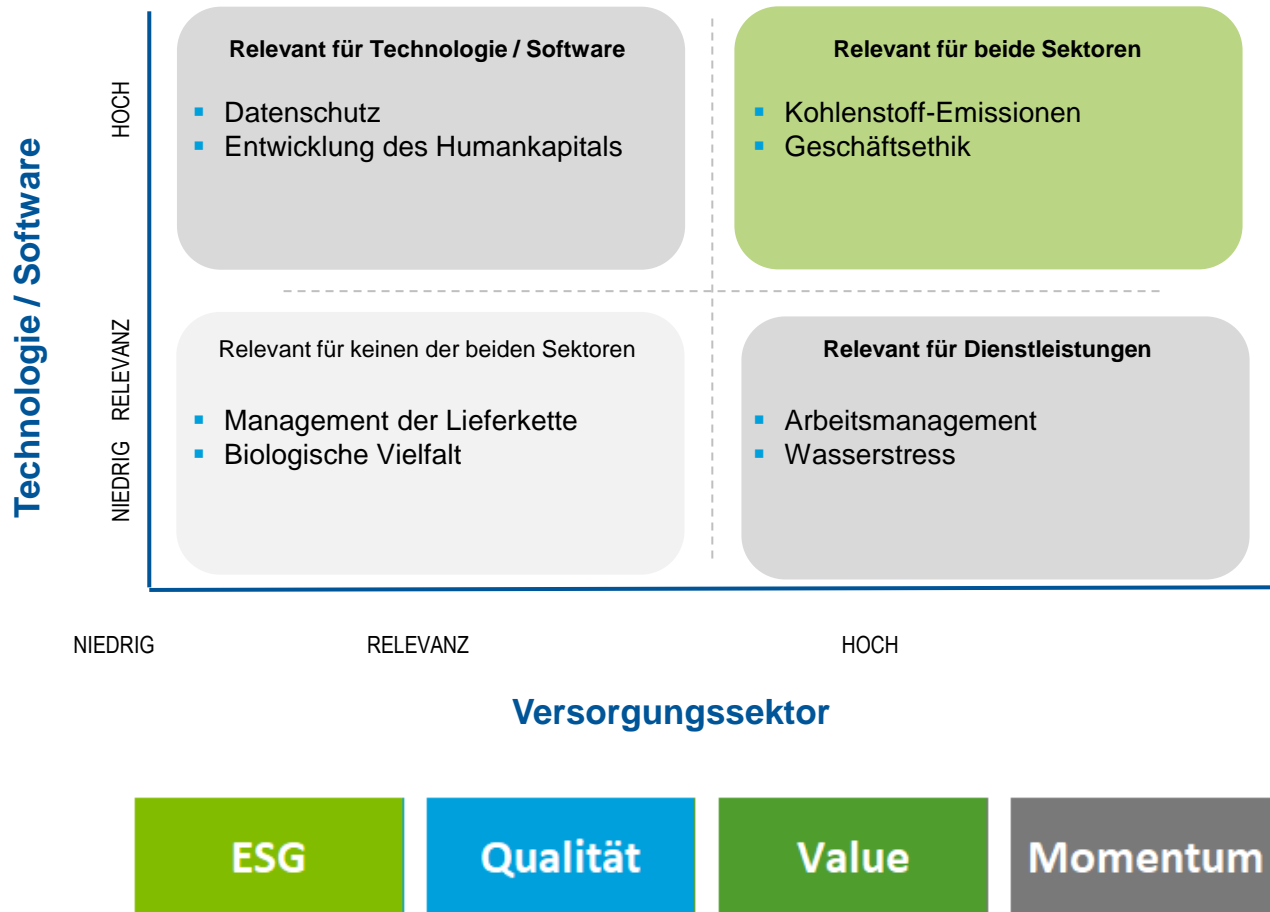 Technologie / Software
HOCH
RELEVANZ
NIEDRIG
Relevant für Technologie / Software
▪ Datenschutz
▪ Entwicklung des Humankapitals
Relevant für beide Sektoren
▪ Kohlenstoff-Emissionen
▪ Geschäftsethik
Relevant für keinen der beiden Sektoren
▪ Management der Lieferkette
▪ Biologische Vielfalt
Relevant für Dienstleistungen
▪ Arbeitsmanagement
▪ Wasserstress
NIEDRIG
RELEVANZ
HOCH
Versorgungssektor
ESG
Qualität
Value
Momentum